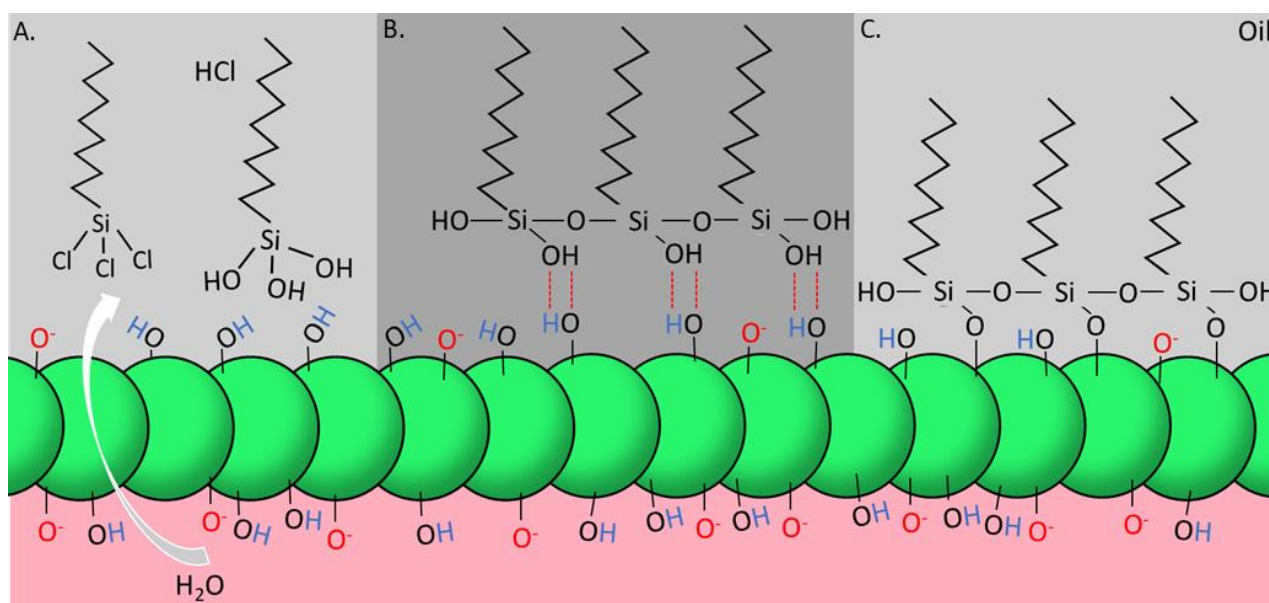 A.
B.
C.
Oil
HCl
Si
Cl Cl Cl
Si
HO OH OH
HO Si O Si O Si OH
OH OH OH
HO HO HO
HO Si O Si O Si OH
O O O
O⁻ HO OH OH OH O⁻ HO O⁻ HO HO O⁻
O⁻ OH O⁻ OH OH O⁻ OH O⁻ OH OH O⁻ OH O⁻ OH O⁻ OH OH O⁻ O⁻ OH
H₂O